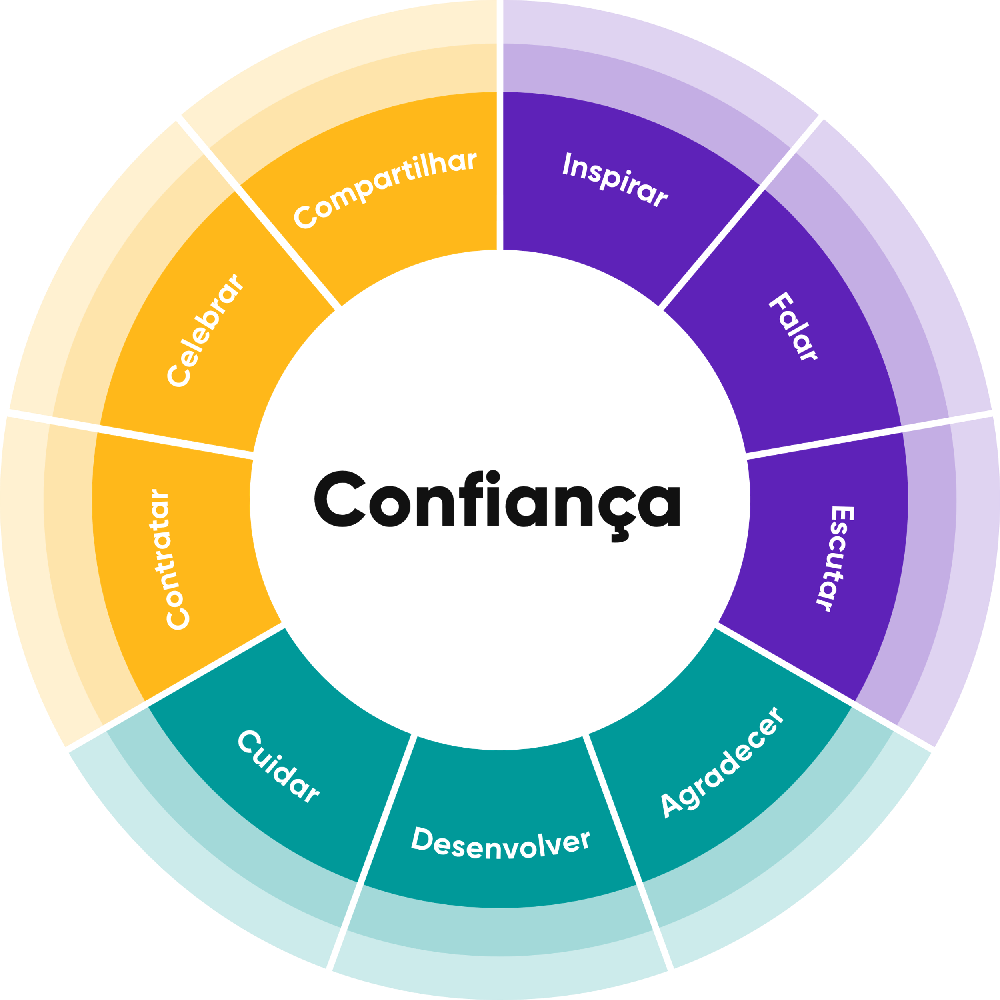 Inspirar
Falar
Escutar
Agradecer
Desenvolver
Cuidar
Contratar
Celebrar
Compartilhar
Confiança